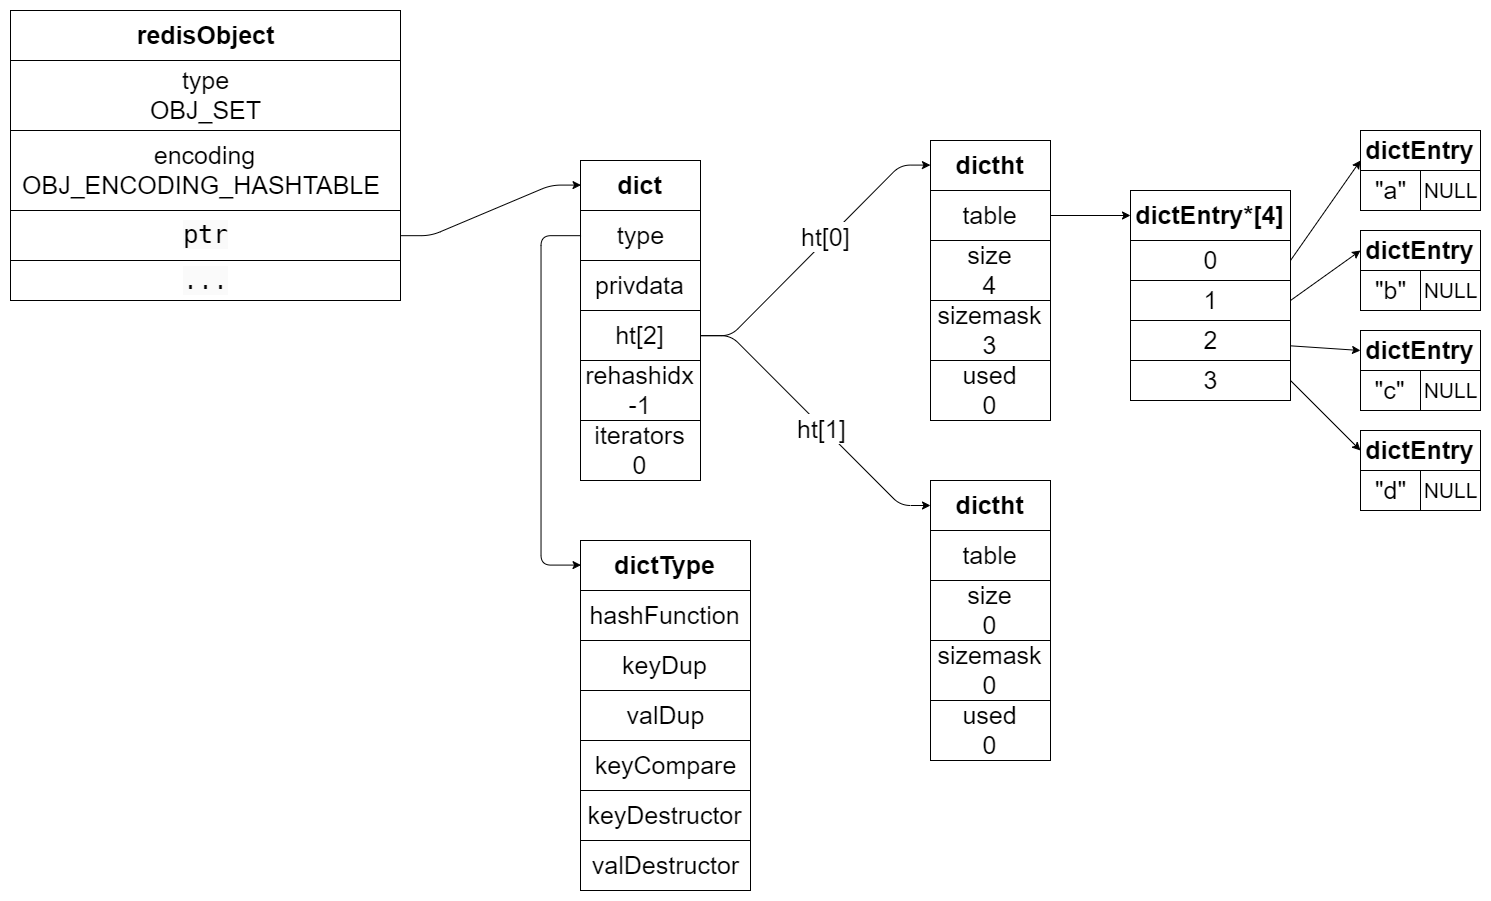 redisObject
type
OBJ_SET
encoding
OBJ_ENCODING_HASHTABLE
ptr
...
dict
type
privdata
ht[2]
rehashidx
-1
iterators
0
dictType
hashFunction
keyDup
valDup
keyCompare
keyDestructor
valDestructor
ht[0]
ht[1]
dictht
table
size
4
sizemask
3
used
0
dictht
table
size
0
sizemask
0
used
0
dictEntry*[4]
0
1
2
3
dictEntry
"a" NULL
dictEntry
"b" NULL
dictEntry
"c" NULL
dictEntry
"d" NULL